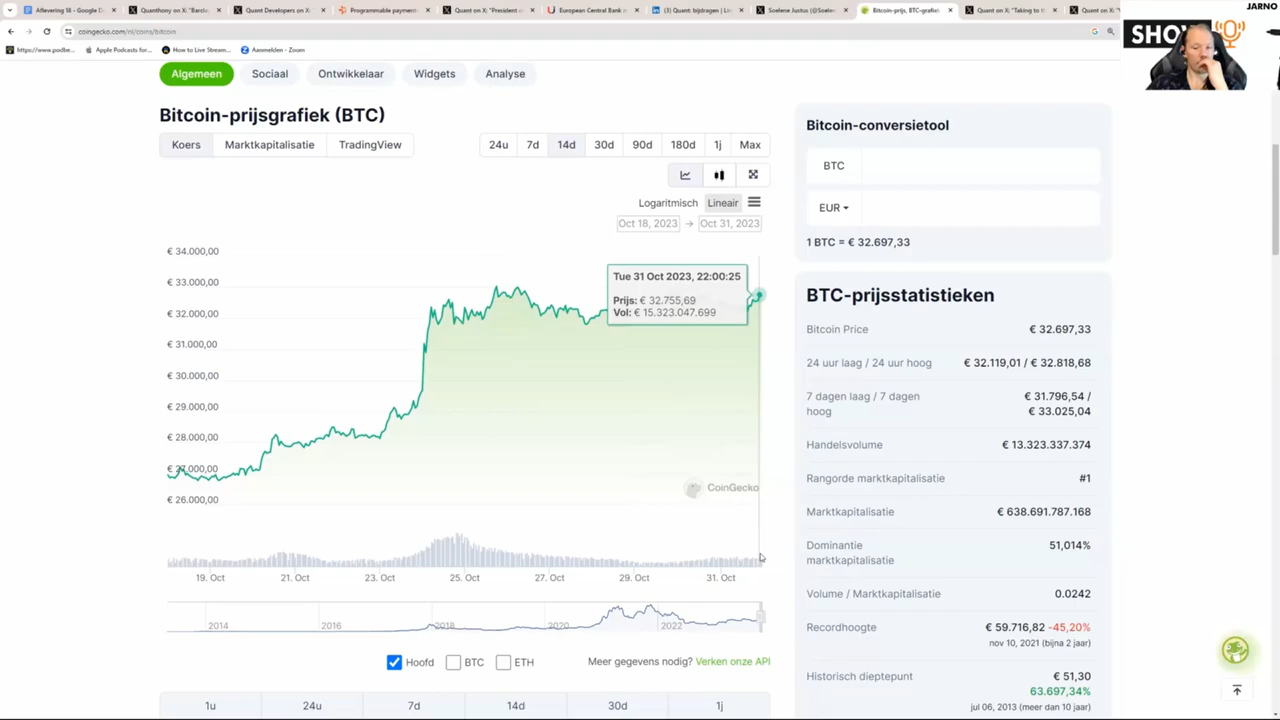 Aflevering 18 - Google D
Quanthony on X: "Barclay
Quant Developers on X:
Programmable payment
Quant on X: "President o
European Central Bank e
(3) Quant: bijdragen | Lin
Soelene Justus (@Soelen
Bitcoin-prijs, BTC-grafiek
Quant on X: "Taking to th
Quant on X: "
JARNO
coingecko.com/nl/coins/bitcoin
https://www.podbe...
Apple Podcasts for...
How to Live Stream...
Aanmelden - Zoom
SHOW
Algemeen
Sociaal
Ontwikkelaar
Widgets
Analyse
Bitcoin-prijsgrafiek (BTC)
Koers
Marktkapitalisatie
TradingView
24u
7d
14d
30d
90d
180d
1j
Max
Logaritmisch
Lineair
Oct 18, 2023 → Oct 31, 2023
€ 34.000,00
€ 33.000,00
€ 32.000,00
€ 31.000,00
€ 30.000,00
€ 29.000,00
€ 28.000,00
€ 27.000,00
€ 26.000,00
Tue 31 Oct 2023, 22:00:25
Prijs: € 32.755,69
Vol: € 15.323.047.699
CoinGecko
19. Oct
21. Oct
23. Oct
25. Oct
27. Oct
29. Oct
31. Oct
2014
2016
2018
2020
2022
Hoofd
BTC
ETH
Meer gegevens nodig? Verken onze API
1u
24u
7d
14d
30d
1j
Bitcoin-conversietool
BTC
EUR
1 BTC = € 32.697,33
BTC-prijsstatistieken
Bitcoin Price
€ 32.697,33
24 uur laag / 24 uur hoog
€ 32.119,01 / € 32.818,68
7 dagen laag / 7 dagen
hoog
€ 31.796,54 /
€ 33.025,04
Handelsvolume
€ 13.323.337.374
Rangorde marktkapitalisatie
#1
Marktkapitalisatie
€ 638.691.787.168
Dominantie
marktkapitalisatie
51,014%
Volume / Marktkapitalisatie
0.0242
Recordhoogte
€ 59.716,82 -45,20%
nov 10, 2021 (bijna 2 jaar)
Historisch dieptepunt
€ 51,30
63.697,34%
jul 06, 2013 (meer dan 10 jaar)